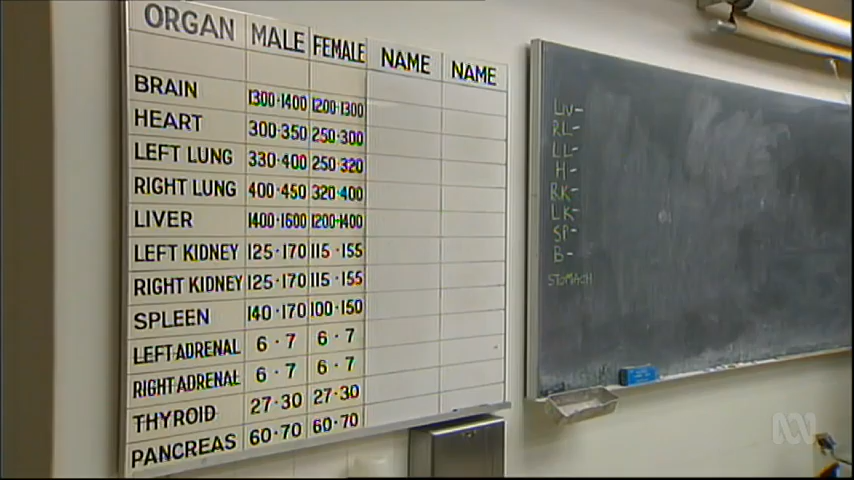 ORGAN MALE FEMALE NAME NAME
BRAIN 1300·1400 1200·1300
HEART 300·350 250·300
LEFT LUNG 330·400 250·320
RIGHT LUNG 400·450 320·400
LIVER 1400·1600 1200·1400
LEFT KIDNEY 125·170 115·155
RIGHT KIDNEY 125·170 115·155
SPLEEN 140·170 100·150
LEFT ADRENAL 6·7 6·7
RIGHT ADRENAL 6·7 6·7
THYROID 27·30 27·30
PANCREAS 60·70 60·70
LIV-
RL-
LL-
H-
RK-
LK-
SP-
B-
STOMACH
ABC